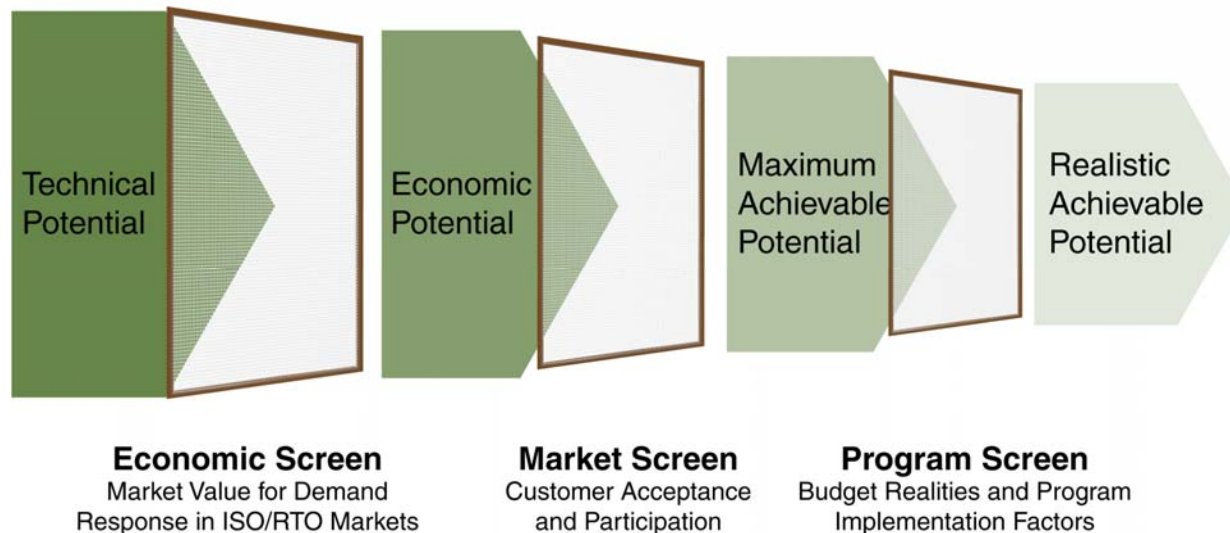 Technical
Potential
Economic
Potential
Maximum
Achievable
Potential
Realistic
Achievable
Potential
Economic Screen
Market Value for Demand
Response in ISO/RTO Markets
Market Screen
Customer Acceptance
and Participation
Program Screen
Budget Realities and Program
Implementation Factors